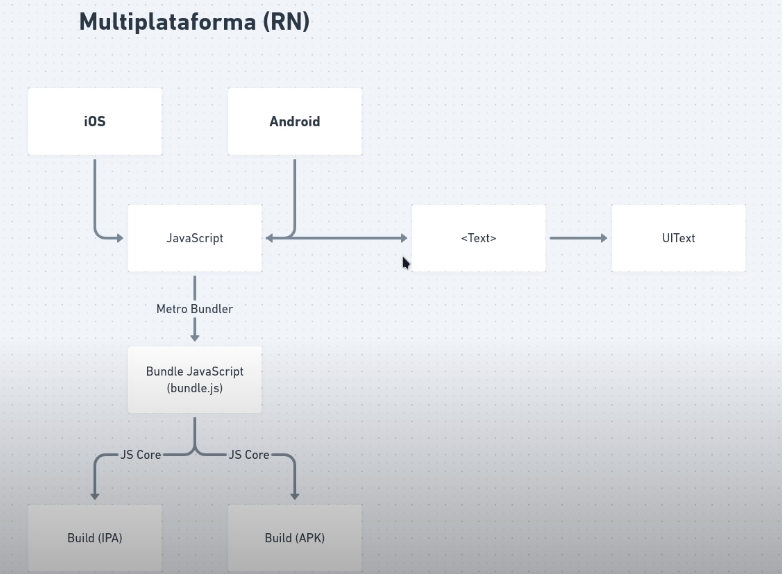 Multiplataforma (RN)
iOS
Android
JavaScript
<Text>
UIText
Metro Bundler
Bundle JavaScript
(bundle.js)
JS Core
JS Core
Build (IPA)
Build (APK)